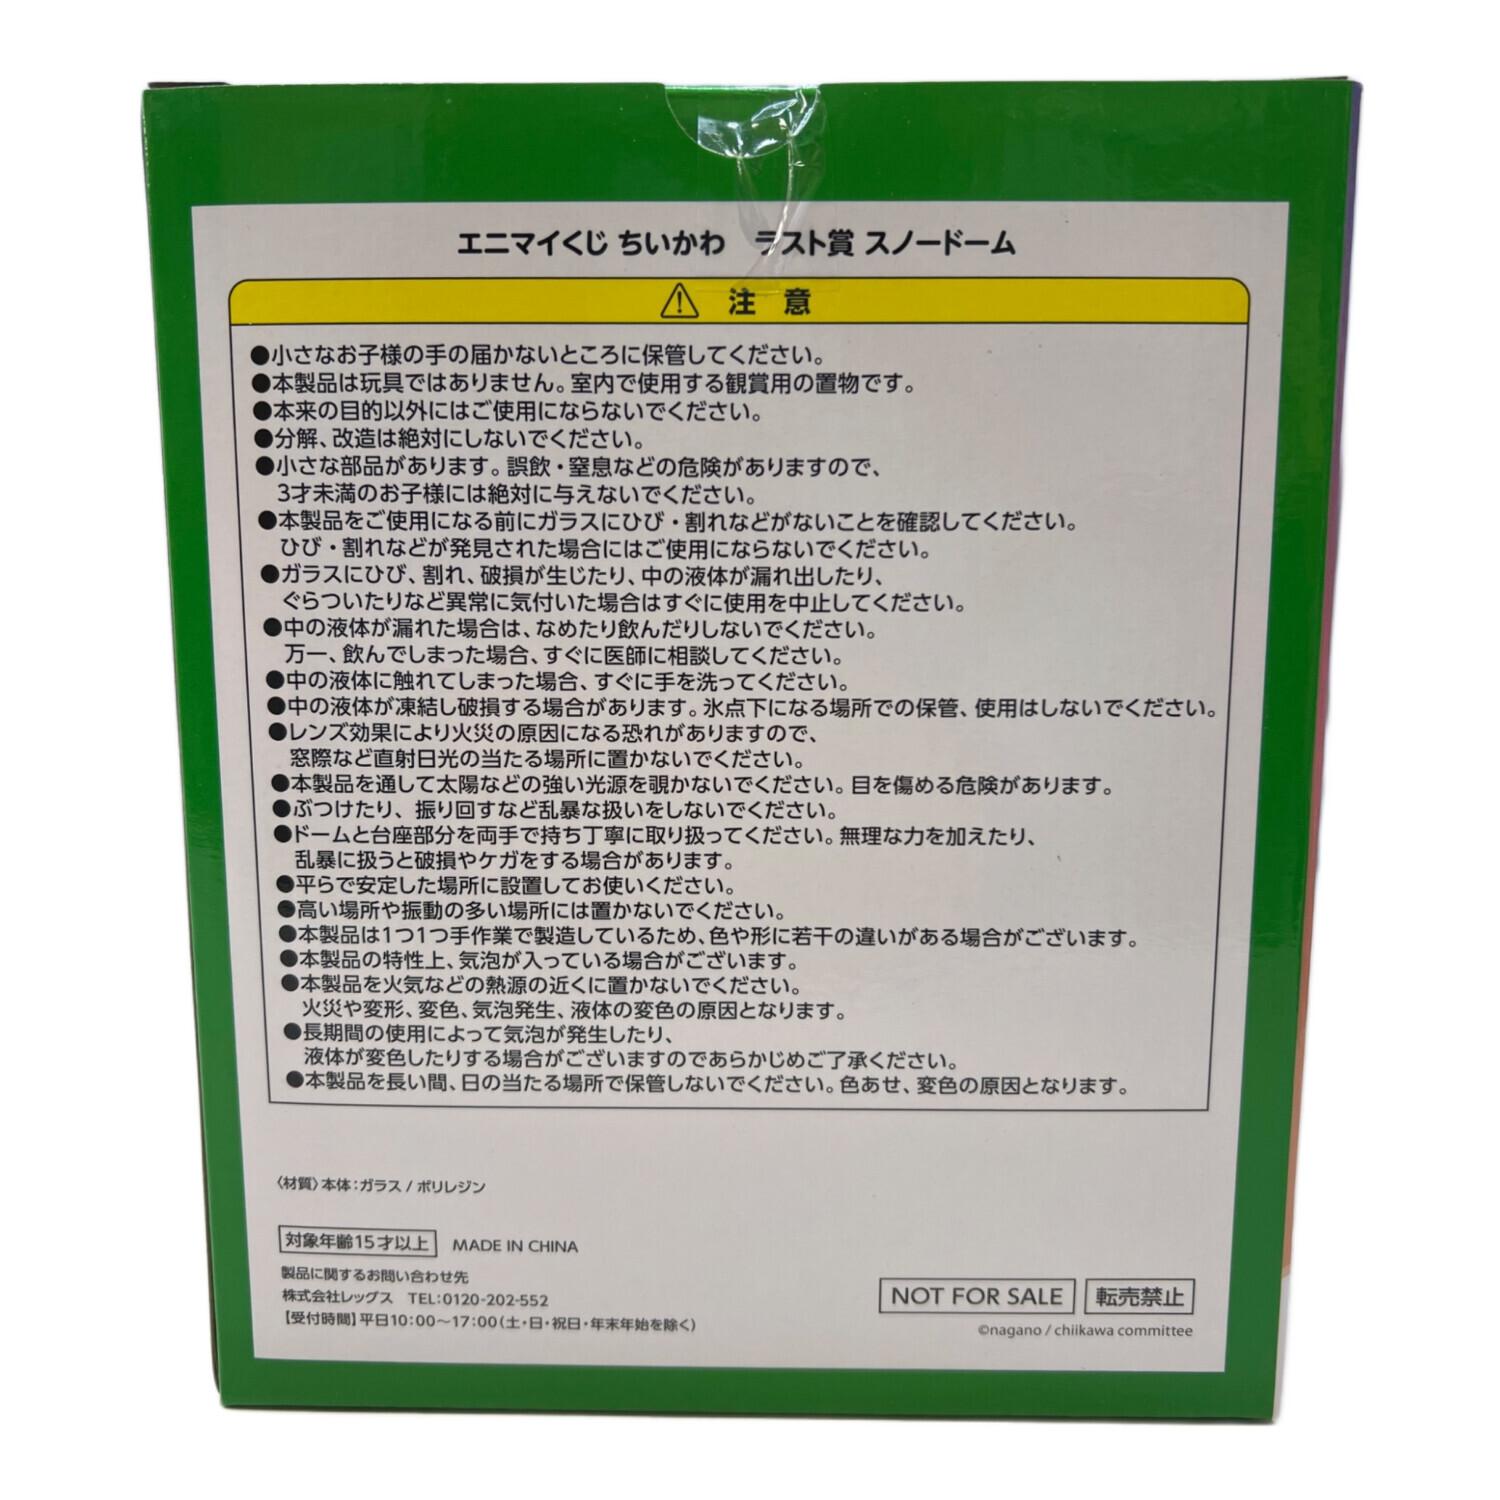 エニマイくじ ちいかわ　ラスト賞 スノードーム
注 意
●小さなお子様の手の届かないところに保管してください。
●本製品は玩具ではありません。室内で使用する観賞用の置物です。
●本来の目的以外にはご使用にならないでください。
●分解、改造は絶対にしないでください。
●小さな部品があります。誤飲・窒息などの危険がありますので、
3才未満のお子様には絶対に与えないでください。
●本製品をご使用になる前にガラスにひび・割れなどがないことを確認してください。
ひび・割れなどが発見された場合にはご使用にならないでください。
●ガラスにひび、割れ、破損が生じたり、中の液体が漏れ出したり、
ぐらついたりなど異常に気付いた場合はすぐに使用を中止してください。
●中の液体が漏れた場合は、なめたり飲んだりしないでください。
万一、飲んでしまった場合、すぐに医師に相談してください。
●中の液体に触れてしまった場合、すぐに手を洗ってください。
●中の液体が凍結し破損する場合があります。氷点下になる場所での保管、使用はしないでください。
●レンズ効果により火災の原因になる恐れがありますので、
窓際など直射日光の当たる場所に置かないでください。
●本製品を通して太陽などの強い光源を覗かないでください。目を傷める危険があります。
●ぶつけたり、振り回すなど乱暴な扱いをしないでください。
●ドームと台座部分を両手で持ち丁寧に取り扱ってください。無理な力を加えたり、
乱暴に扱うと破損やケガをする場合があります。
●平らで安定した場所に設置してお使いください。
●高い場所や振動の多い場所には置かないでください。
●本製品は1つ1つ手作業で製造しているため、色や形に若干の違いがある場合がございます。
●本製品の特性上、気泡が入っている場合がございます。
●本製品を火気などの熱源の近くに置かないでください。
火災や変形、変色、気泡発生、液体の変色の原因となります。
●長期間の使用によって気泡が発生したり、
液体が変色したりする場合がございますのであらかじめご了承ください。
●本製品を長い間、日の当たる場所で保管しないでください。色あせ、変色の原因となります。
〈材質〉本体：ガラス / ポリレジン
対象年齢15才以上 MADE IN CHINA
製品に関するお問い合わせ先
株式会社レッグス TEL:0120-202-552
【受付時間】平日10:00～17:00（土・日・祝日・年末年始を除く）
NOT FOR SALE 転売禁止
©nagano / chiikawa committee